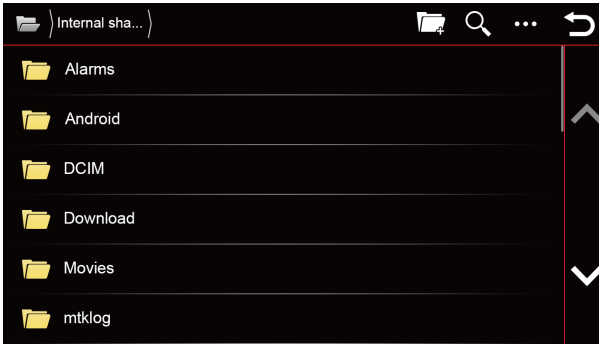 Internal sha...
Alarms
Android
DCIM
Download
Movies
mtklog